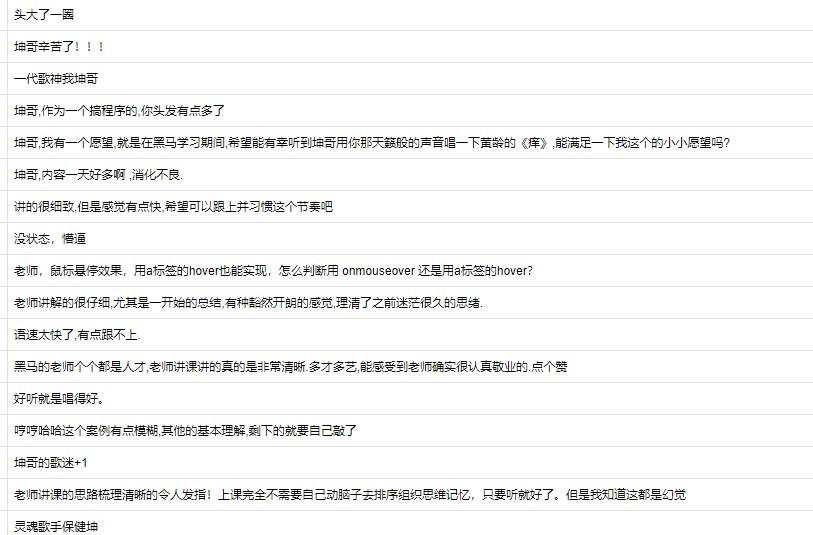 头大了一圈
坤哥辛苦了！！！
一代歌神我坤哥
坤哥,作为一个搞程序的,你头发有点多了
坤哥,我有一个愿望,就是在黑马学习期间,希望能有幸听到坤哥用你那天籁般的声音唱一下黄龄的《痒》,能满足一下我这个的小小愿望吗?
坤哥,内容一天好多啊 ,消化不良.
讲的很细致,但是感觉有点快,希望可以跟上并习惯这个节奏吧
没状态，懵逼
老师，鼠标悬停效果，用a标签的hover也能实现，怎么判断用 onmouseover 还是用a标签的hover？
老师讲解的很仔细,尤其是一开始的总结,有种豁然开朗的感觉,理清了之前迷茫很久的思绪.
语速太快了,有点跟不上.
黑马的老师个个都是人才,老师讲课讲的真的是非常清晰.多才多艺,能感受到老师确实很认真敬业的.点个赞
好听就是唱得好。
哼哼哈哈这个案例有点模糊,其他的基本理解,剩下的就要自己敲了
坤哥的歌迷+1
老师讲课的思路梳理清晰的令人发指！上课完全不需要自己动脑子去排序组织思维记忆，只要听就好了。但是我知道这都是幻觉
灵魂歌手保健坤